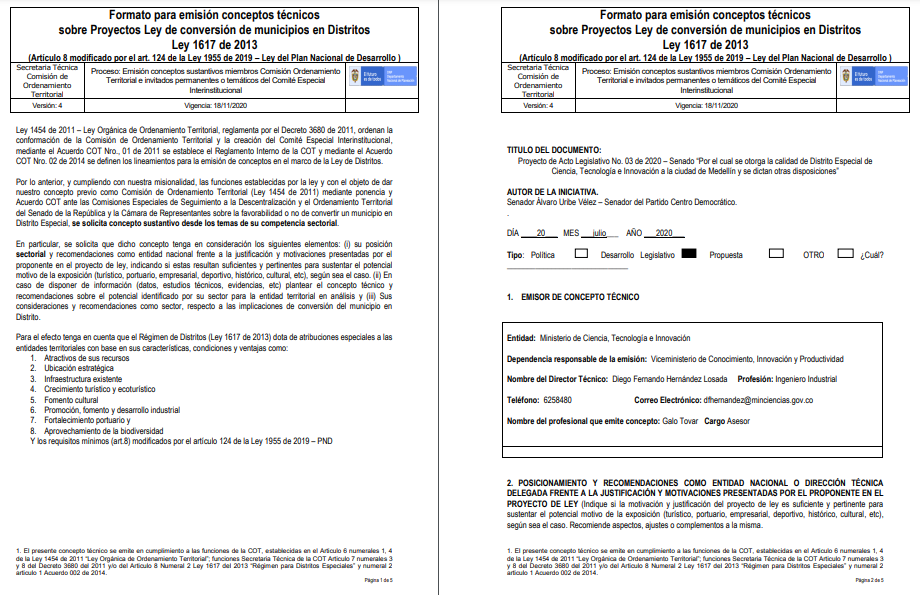 Formato para emisión conceptos técnicos
sobre Proyectos Ley de conversión de municipios en Distritos
Ley 1617 de 2013
(Artículo 8 modificado por el art. 124 de la Ley 1955 de 2019 – Ley del Plan Nacional de Desarrollo )
Secretaria Técnica
Comisión de
Ordenamiento
Territorial
Proceso: Emisión conceptos sustantivos miembros Comisión Ordenamiento
Territorial e invitados permanentes o temáticos del Comité Especial
Interinstitucional
El futuro
es de todos
Versión: 4
Vigencia: 18/11/2020
Ley 1454 de 2011 – Ley Orgánica de Ordenamiento Territorial, reglamenta por el Decreto 3680 de 2011, ordenan la
conformación de la Comisión de Ordenamiento Territorial y la creación del Comité Especial Interinstitucional,
mediante el Acuerdo COT Nro., 01 de 2011 se establece el Reglamento Interno de la COT y mediante el Acuerdo
COT Nro. 02 de 2014 se definen los lineamientos para la emisión de conceptos en el marco de la Ley de Distritos.
Por lo anterior, y cumpliendo con nuestra misionalidad, las funciones establecidas por la ley y con el objeto de dar
nuestro concepto previo como Comisión de Ordenamiento Territorial (Ley 1454 de 2011) mediante ponencia y
Acuerdo COT ante las Comisiones Especiales de Seguimiento a la Descentralización y el Ordenamiento Territorial
del Senado de la República y la Cámara de Representantes sobre la favorabilidad o no de convertir un municipio en
Distrito Especial, se solicita concepto sustantivo desde los temas de su competencia sectorial.
En particular, se solicita que dicho concepto tenga en consideración los siguientes elementos: (i) su posición
sectorial y recomendaciones como entidad nacional frente a la justificación y motivaciones presentadas por el
proponente en el proyecto de ley, indicando si estas resultan suficientes y pertinentes para sustentar el potencial
motivo de la exposición (turístico, portuario, empresarial, deportivo, histórico, cultural, etc), según sea el caso. (ii) En
caso de disponer de información (datos, estudios técnicos, evidencias, etc) plantear el concepto técnico y
recomendaciones sobre el potencial identificado por su sector para la entidad territorial en análisis y (iii) Sus
consideraciones y recomendaciones como sector, respecto a las implicaciones de conversión del municipio en
Distrito.
Para el efecto tenga en cuenta que el Régimen de Distritos (Ley 1617 de 2013) dota de atribuciones especiales a las
entidades territoriales con base en sus características, condiciones y ventajas como:
1. Atractivos de sus recursos
2. Ubicación estratégica
3. Infraestructura existente
4. Crecimiento turístico y ecoturístico
5. Fomento cultural
6. Promoción, fomento y desarrollo industrial
7. Fortalecimiento portuario y
8. Aprovechamiento de la biodiversidad
Y los requisitos mínimos (art.8) modificados por el artículo 124 de la Ley 1955 de 2019 – PND
1. El presente concepto técnico se emite en cumplimiento a las funciones de la COT, establecidas en el Articulo 6 numerales 1, 4
de la Ley 1454 de 2011 “Ley Orgánica de Ordenamiento Territorial”; funciones Secretaría Técnica de la COT Artículo 7 numerales 3
y 8 del Decreto 3680 del 2011 y/o del Artículo 8 Numeral 2 Ley 1617 del 2013 “Régimen para Distritos Especiales” y numeral 2
artículo 1 Acuerdo 002 de 2014.
Página 1 de 5
Formato para emisión conceptos técnicos
sobre Proyectos Ley de conversión de municipios en Distritos
Ley 1617 de 2013
(Artículo 8 modificado por el art. 124 de la Ley 1955 de 2019 – Ley del Plan Nacional de Desarrollo )
Secretaria Técnica
Comisión de
Ordenamiento
Territorial
Proceso: Emisión conceptos sustantivos miembros Comisión Ordenamiento
Territorial e invitados permanentes o temáticos del Comité Especial
Interinstitucional
El futuro
es de todos
Versión: 4
Vigencia: 18/11/2020
TITULO DEL DOCUMENTO:
Proyecto de Acto Legislativo No. 03 de 2020 – Senado “Por el cual se otorga la calidad de Distrito Especial de
Ciencia, Tecnología e Innovación a la ciudad de Medellín y se dictan otras disposiciones”
AUTOR DE LA INICIATIVA.
Senador Álvaro Uribe Vélez – Senador del Partido Centro Democrático.
.
DÍA 20 MES julio AÑO 2020
Tipo: Política Desarrollo Legislativo Propuesta OTRO ¿Cuál?
1. EMISOR DE CONCEPTO TÉCNICO
Entidad: Ministerio de Ciencia, Tecnología e Innovación
Dependencia responsable de la emisión: Viceministerio de Conocimiento, Innovación y Productividad
Nombre del Director Técnico: Diego Fernando Hernández Losada Profesión: Ingeniero Industrial
Teléfono: 6258480 Correo Electrónico: dfhernandez@minciencias.gov.co
Nombre del profesional que emite concepto: Galo Tovar Cargo Asesor
2. POSICIONAMIENTO Y RECOMENDACIONES COMO ENTIDAD NACIONAL O DIRECCIÓN TÉCNICA
DELEGADA FRENTE A LA JUSTIFICACIÓN Y MOTIVACIONES PRESENTADAS POR EL PROPONENTE EN EL
PROYECTO DE LEY (Indique si la motivación y justificación del proyecto de ley es suficiente y pertinente para
sustentar el potencial motivo de la exposición (turístico, portuario, empresarial, deportivo, histórico, cultural, etc),
según sea el caso. Recomiende aspectos, ajustes o complementos a la misma.
1. El presente concepto técnico se emite en cumplimiento a las funciones de la COT, establecidas en el Articulo 6 numerales 1, 4
de la Ley 1454 de 2011 “Ley Orgánica de Ordenamiento Territorial”; funciones Secretaría Técnica de la COT Artículo 7 numerales 3
y 8 del Decreto 3680 del 2011 y/o del Artículo 8 Numeral 2 Ley 1617 del 2013 “Régimen para Distritos Especiales” y numeral 2
artículo 1 Acuerdo 002 de 2014.
Página 2 de 5